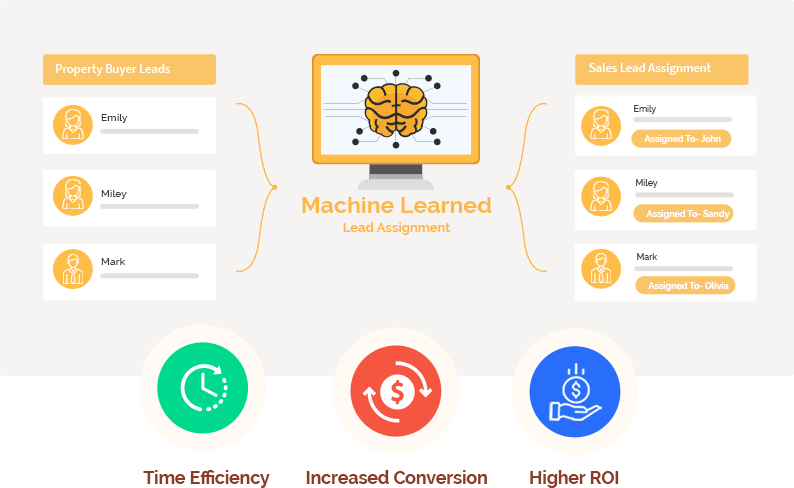 Property Buyer Leads
Emily
Miley
Mark
Machine Learned
Lead Assignment
Sales Lead Assignment
Emily
Assigned To- John
Miley
Assigned To- Sandy
Mark
Assigned To- Olivia
$
$
Time Efficiency
Increased Conversion
Higher ROI